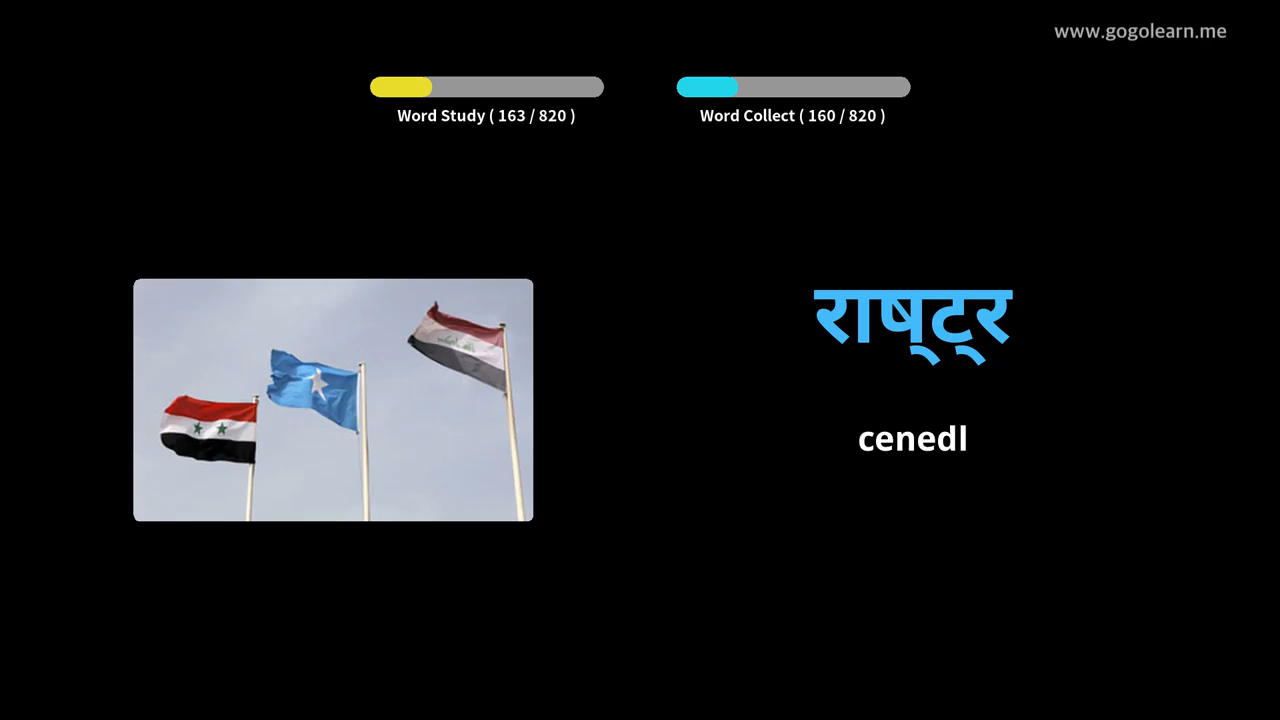 www.gogolearn.me
Word Study ( 163 / 820 )
Word Collect ( 160 / 820 )
राष्ट्र
cenedl